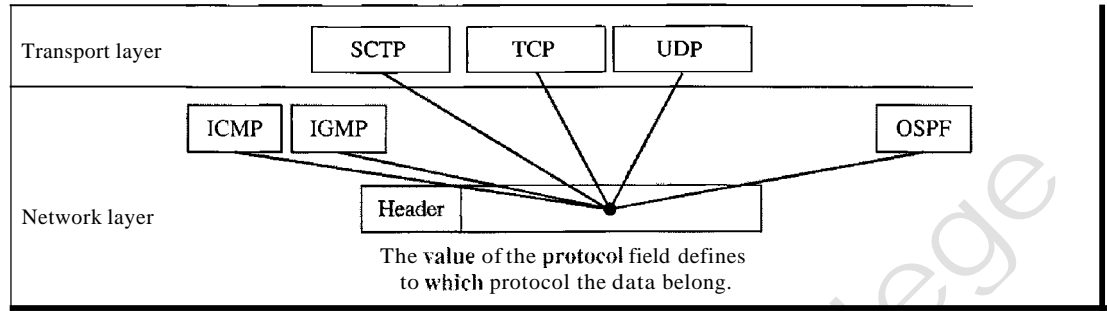 Transport layer
SCTP TCP UDP
ICMP IGMP OSPF
Network layer
Header
The value of the protocol field defines
to which protocol the data belong.
lege